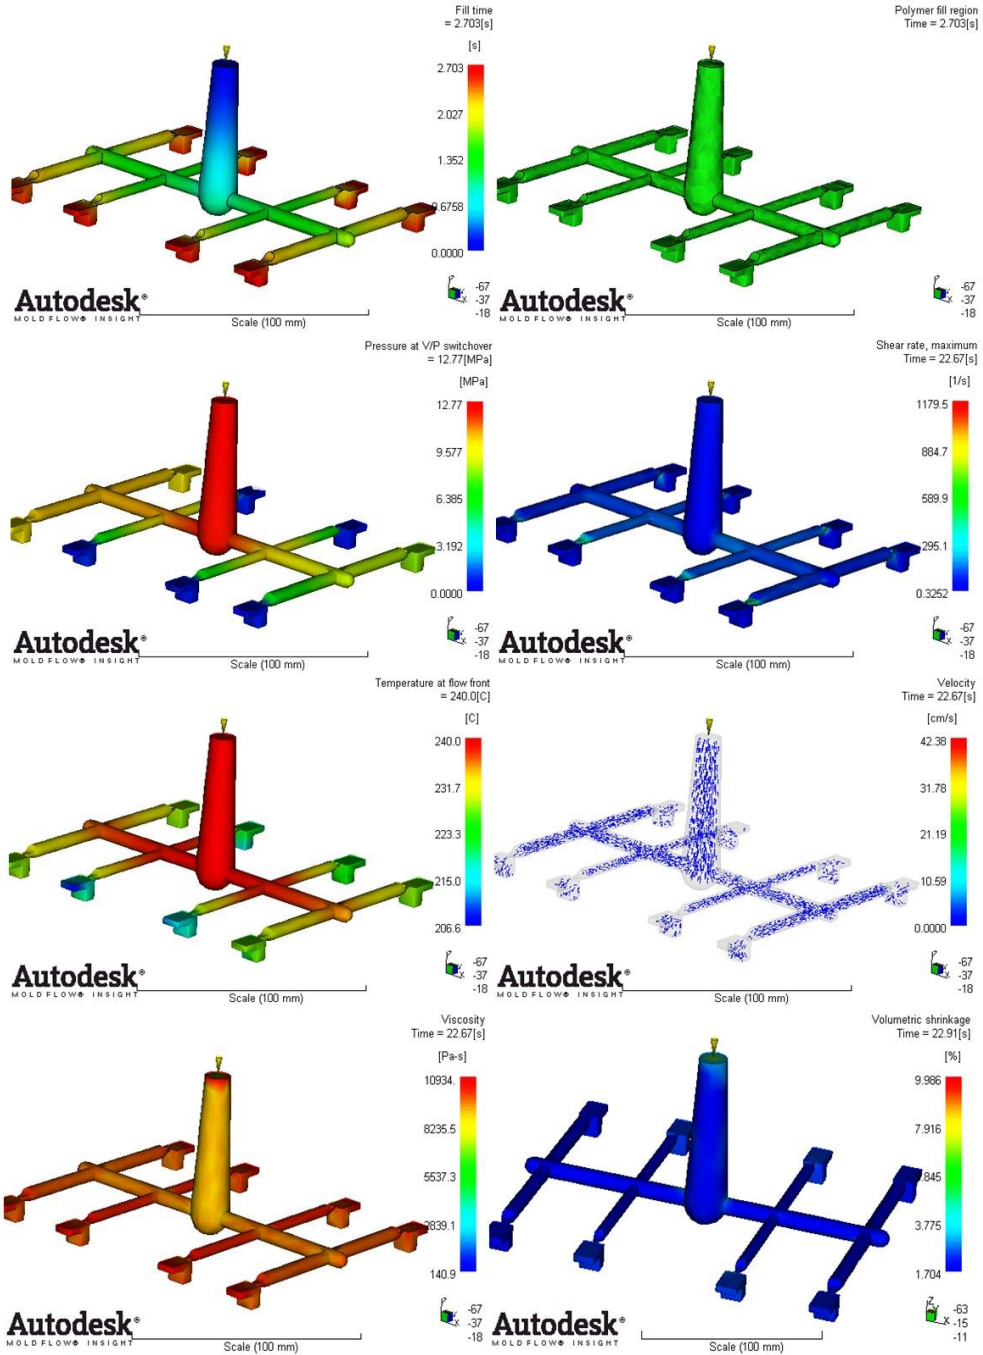 Fill time
= 2.703[s]
[s]
2.703
2.027
1.352
0.6758
0.0000
-67
-37
-18
Autodesk®
MOLDFLOW® INSIGHT
Scale (100 mm)
Polymer fill region
Time = 2.703[s]
-67
-37
-18
Autodesk®
MOLDFLOW® INSIGHT
Scale (100 mm)
Pressure at V/P switchover
= 12.77[MPa]
[MPa]
12.77
9.577
6.385
3.192
0.0000
-67
-37
-18
Autodesk®
MOLDFLOW® INSIGHT
Scale (100 mm)
Shear rate, maximum
Time = 22.67[s]
[1/s]
1179.5
884.7
589.9
295.1
0.3252
-67
-37
-18
Autodesk®
MOLDFLOW® INSIGHT
Scale (100 mm)
Temperature at flow front
= 240.0[C]
[C]
240.0
231.7
223.3
215.0
206.6
-67
-37
-18
Autodesk®
MOLDFLOW® INSIGHT
Scale (100 mm)
Velocity
Time = 22.67[s]
[cm/s]
42.38
31.78
21.19
10.59
0.0000
-67
-37
-18
Autodesk®
MOLDFLOW® INSIGHT
Scale (100 mm)
Viscosity
Time = 22.67[s]
[Pa-s]
10934.
8235.5
5537.3
2839.1
140.9
-67
-37
-18
Autodesk®
MOLDFLOW® INSIGHT
Scale (100 mm)
Volumetric shrinkage
Time = 22.91[s]
[%]
9.986
7.916
.845
3.775
1.704
Z
Y
X
-63
-15
-11
Autodesk®
MOLDFLOW® INSIGHT
Scale (100 mm)